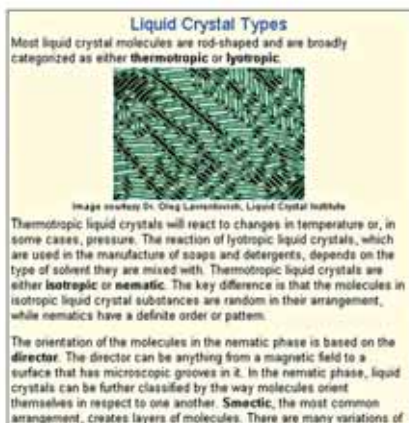 Liquid Crystal Types
Most liquid crystal molecules are rod-shaped and are broadly
categorized as either thermotropic or lyotropic.
Image courtesy Dr. Oleg Lavrentovich, Liquid Crystal Institute
Thermotropic liquid crystals will react to changes in temperature or, in
some cases, pressure. The reaction of lyotropic liquid crystals, which
are used in the manufacture of soaps and detergents, depends on the
type of solvent they are mixed with. Thermotropic liquid crystals are
either isotropic or nematic. The key difference is that the molecules in
isotropic liquid crystal substances are random in their arrangement,
while nematics have a definite order or pattern.
The orientation of the molecules in the nematic phase is based on the
director. The director can be anything from a magnetic field to a
surface that has microscopic grooves in it. In the nematic phase, liquid
crystals can be further classified by the way molecules orient
themselves in respect to one another. Smectic, the most common
arrangement, creates layers of molecules. There are many variations of